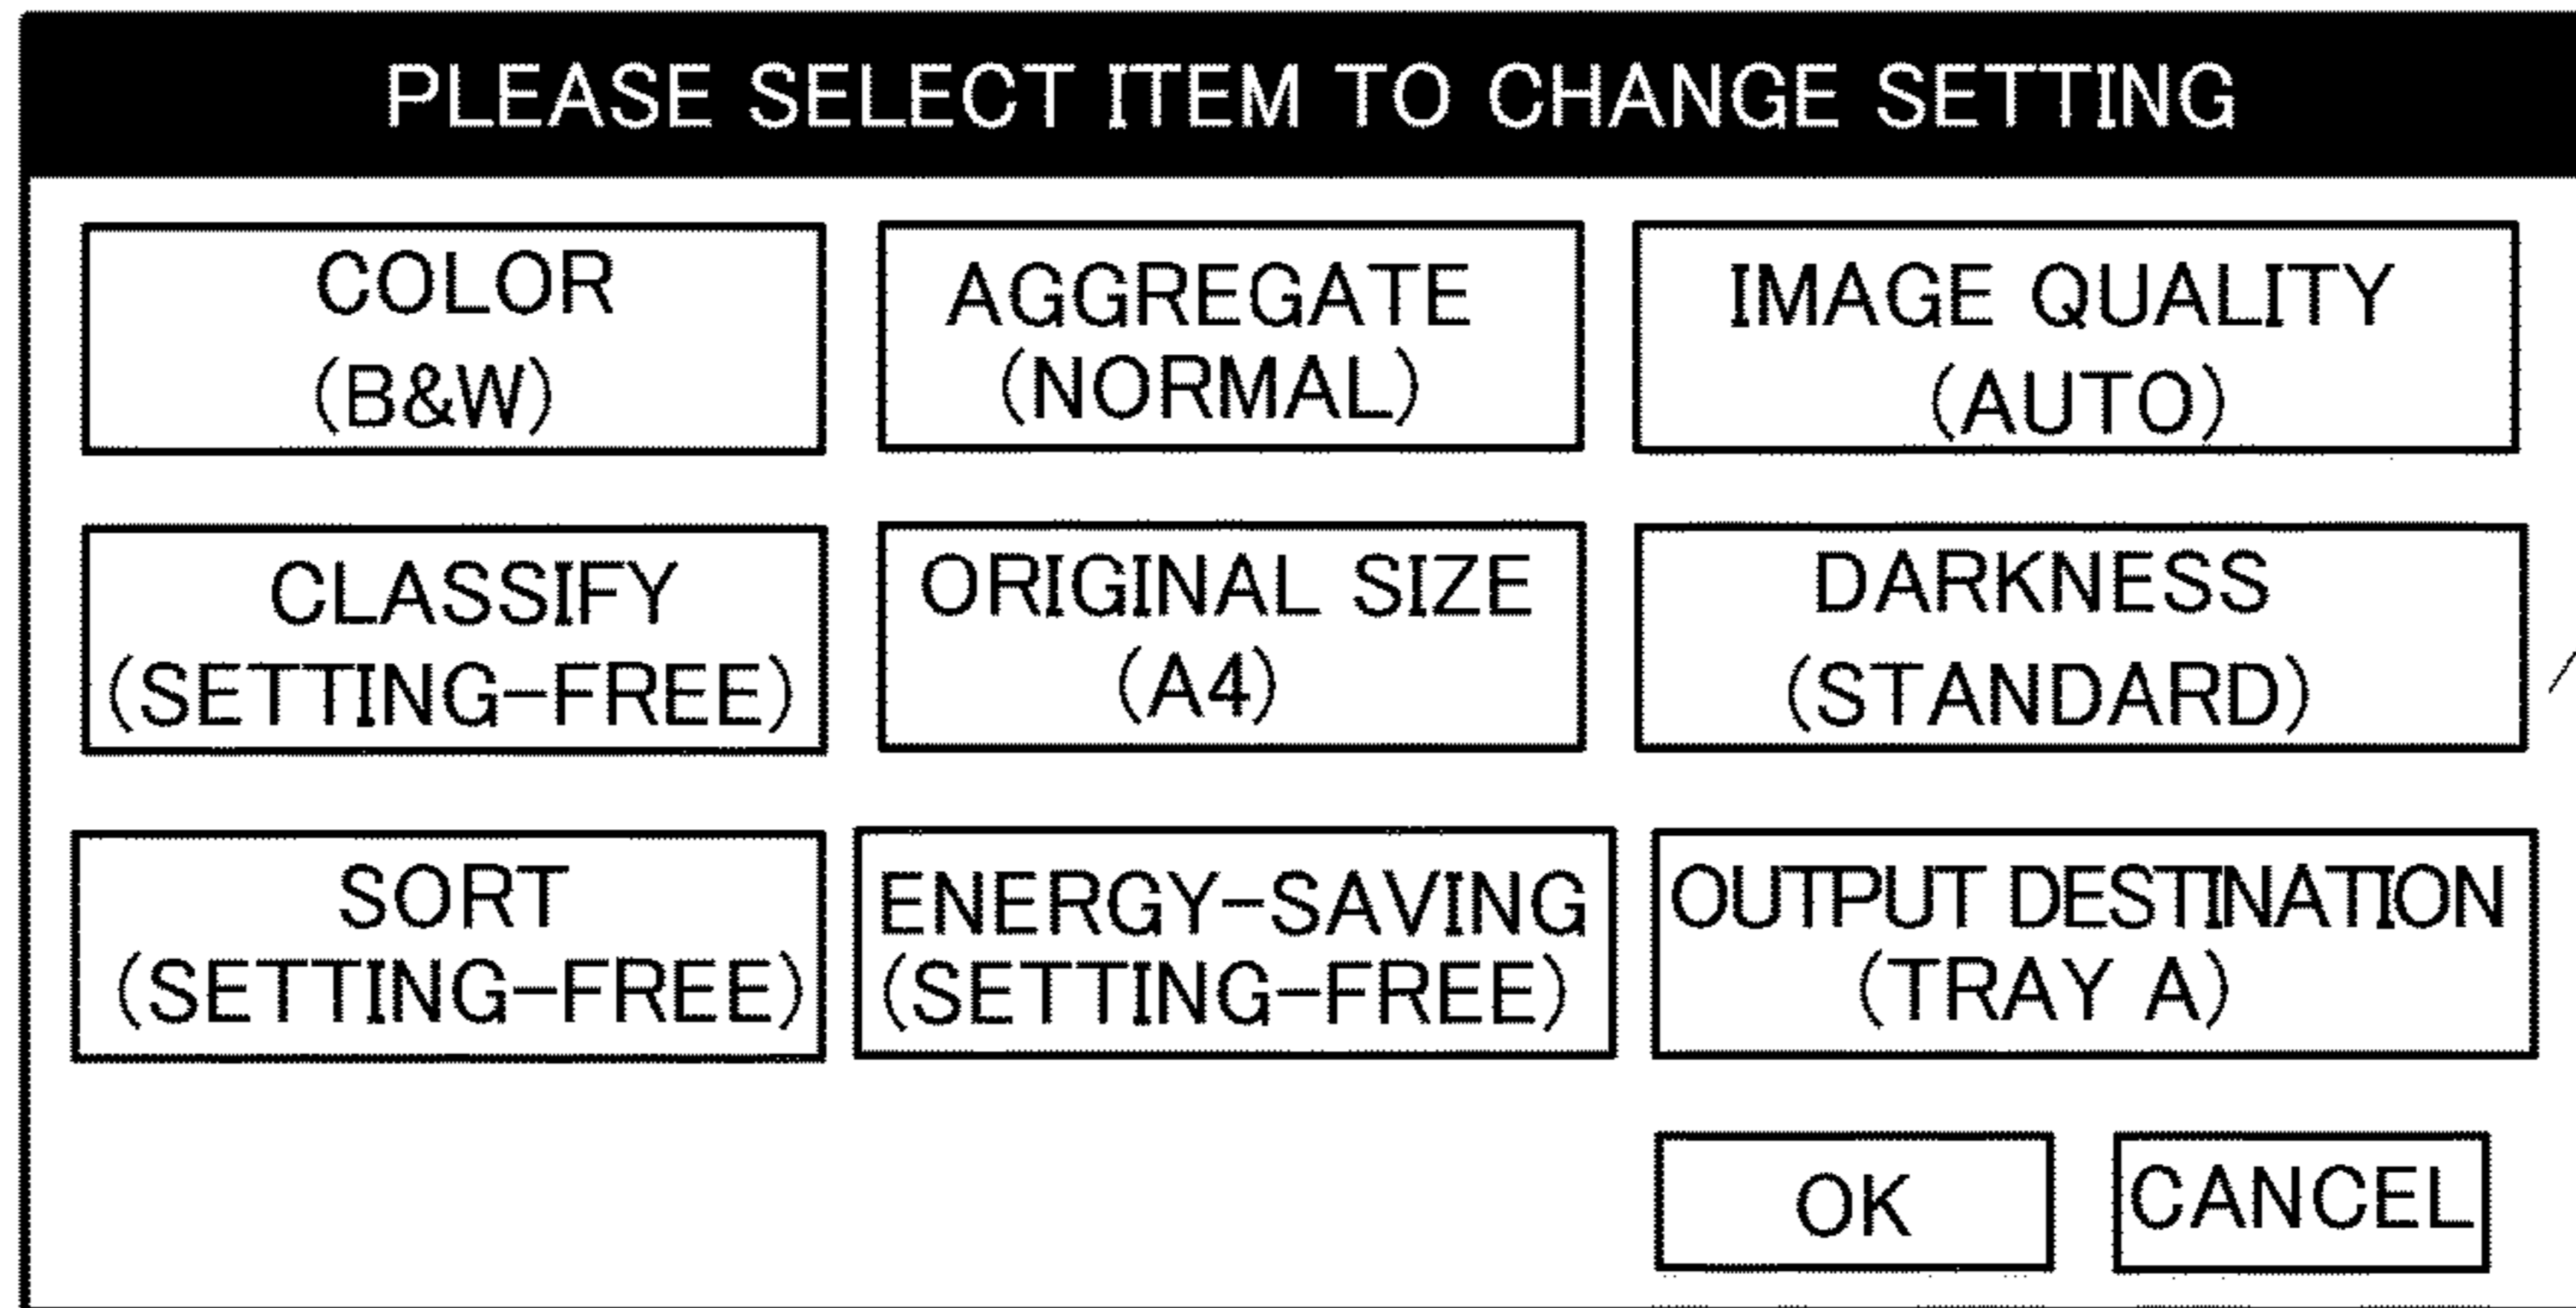 PLEASE SELECT ITEM TO CHANGE SETTING
COLOR
(B&W)
AGGREGATE
(NORMAL)
IMAGE QUALITY
(AUTO)
CLASSIFY
(SETTING-FREE)
ORIGINAL SIZE
(A4)
DARKNESS
(STANDARD)
SORT
(SETTING-FREE)
ENERGY-SAVING
(SETTING-FREE)
OUTPUT DESTINATION
(TRAY A)
OK
CANCEL